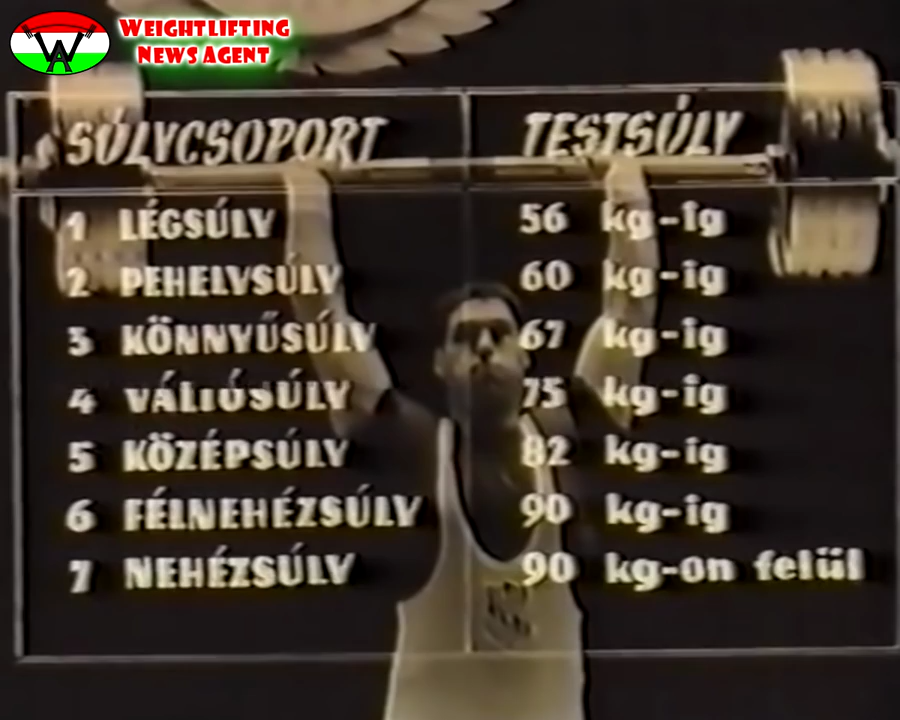 WEIGHTLIFTING
NEWS AGENT
SÚLYCSOPORT TESTSÚLY
1 LÉGSÚLY 56 kg-ig
2 PEHELYSÚLY 60 kg-ig
3 KÖNNYŰSÚLY 67 kg-ig
4 VÁLTÓSÚLY 75 kg-ig
5 KÖZÉPSÚLY 82 kg-ig
6 FÉLNEHÉZSÚLY 90 kg-ig
7 NEHÉZSÚLY 90 kg-on felül